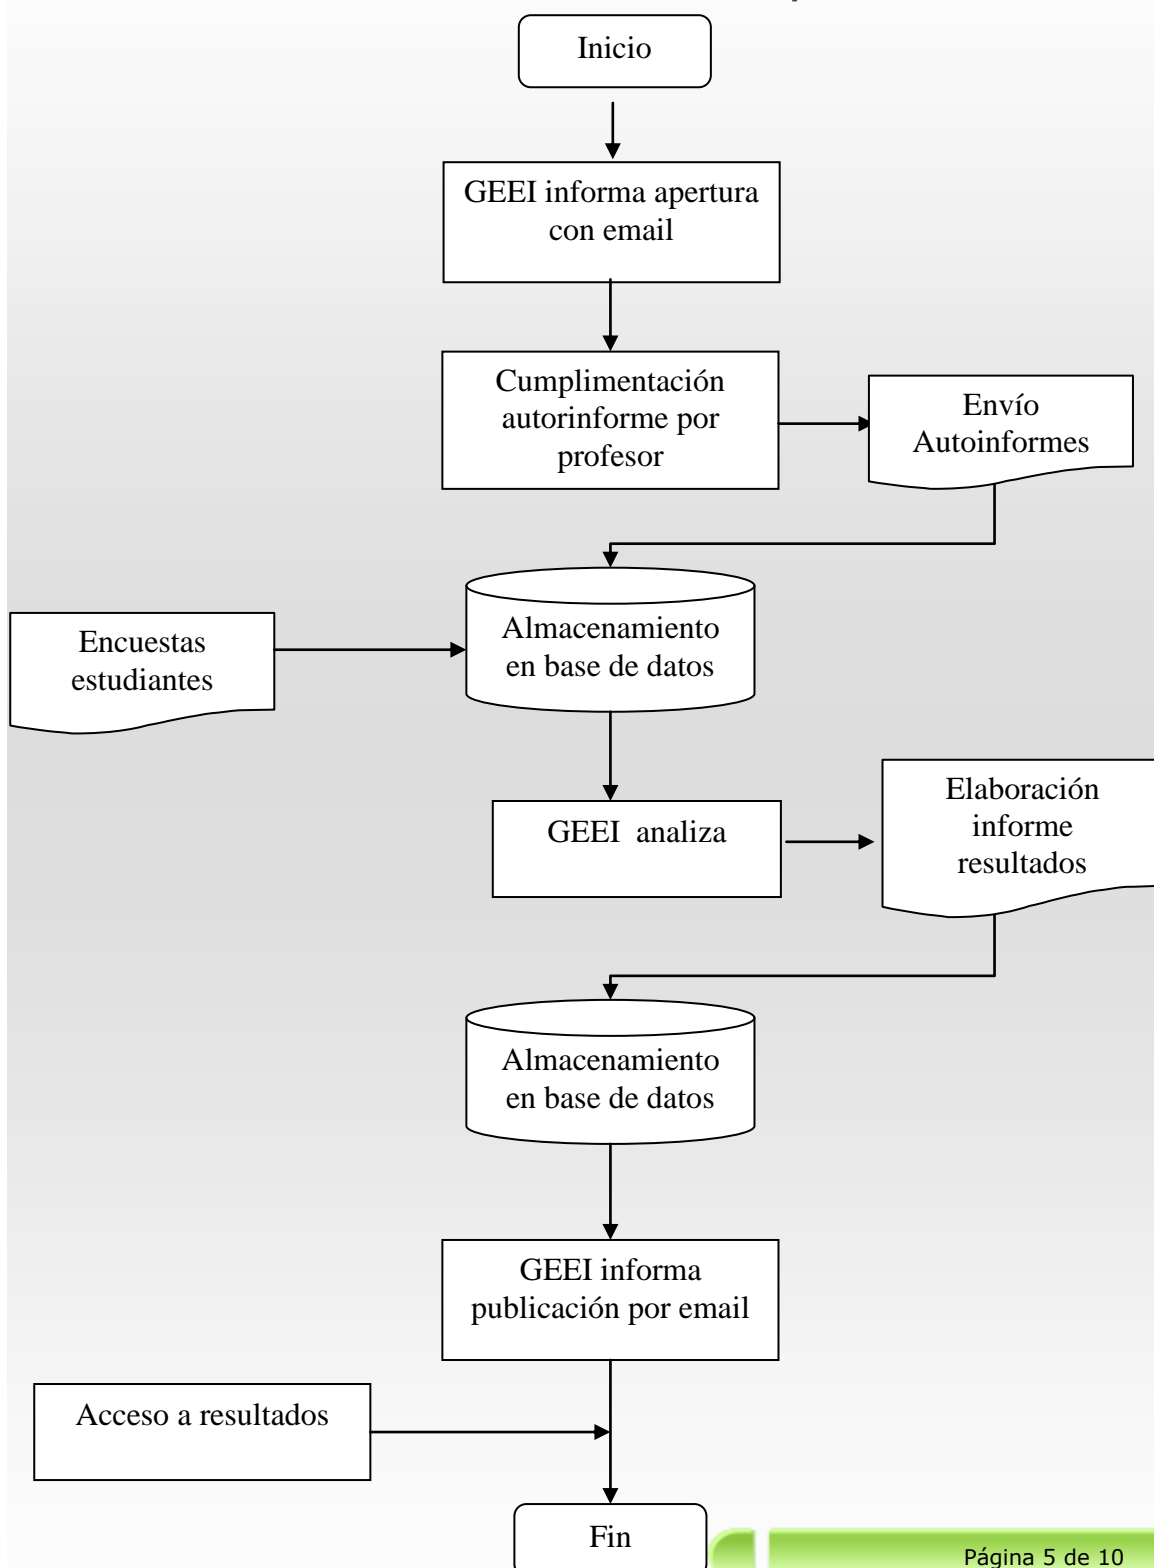 Inicio
GEEI informa apertura
con email
Cumplimentación
autorinforme por
profesor
Envío
Autoinformes
Encuestas
estudiantes
Almacenamiento
en base de datos
GEEI  analiza
Elaboración
informe
resultados
Almacenamiento
en base de datos
GEEI informa
publicación por email
Acceso a resultados
Fin
Página 5 de 10